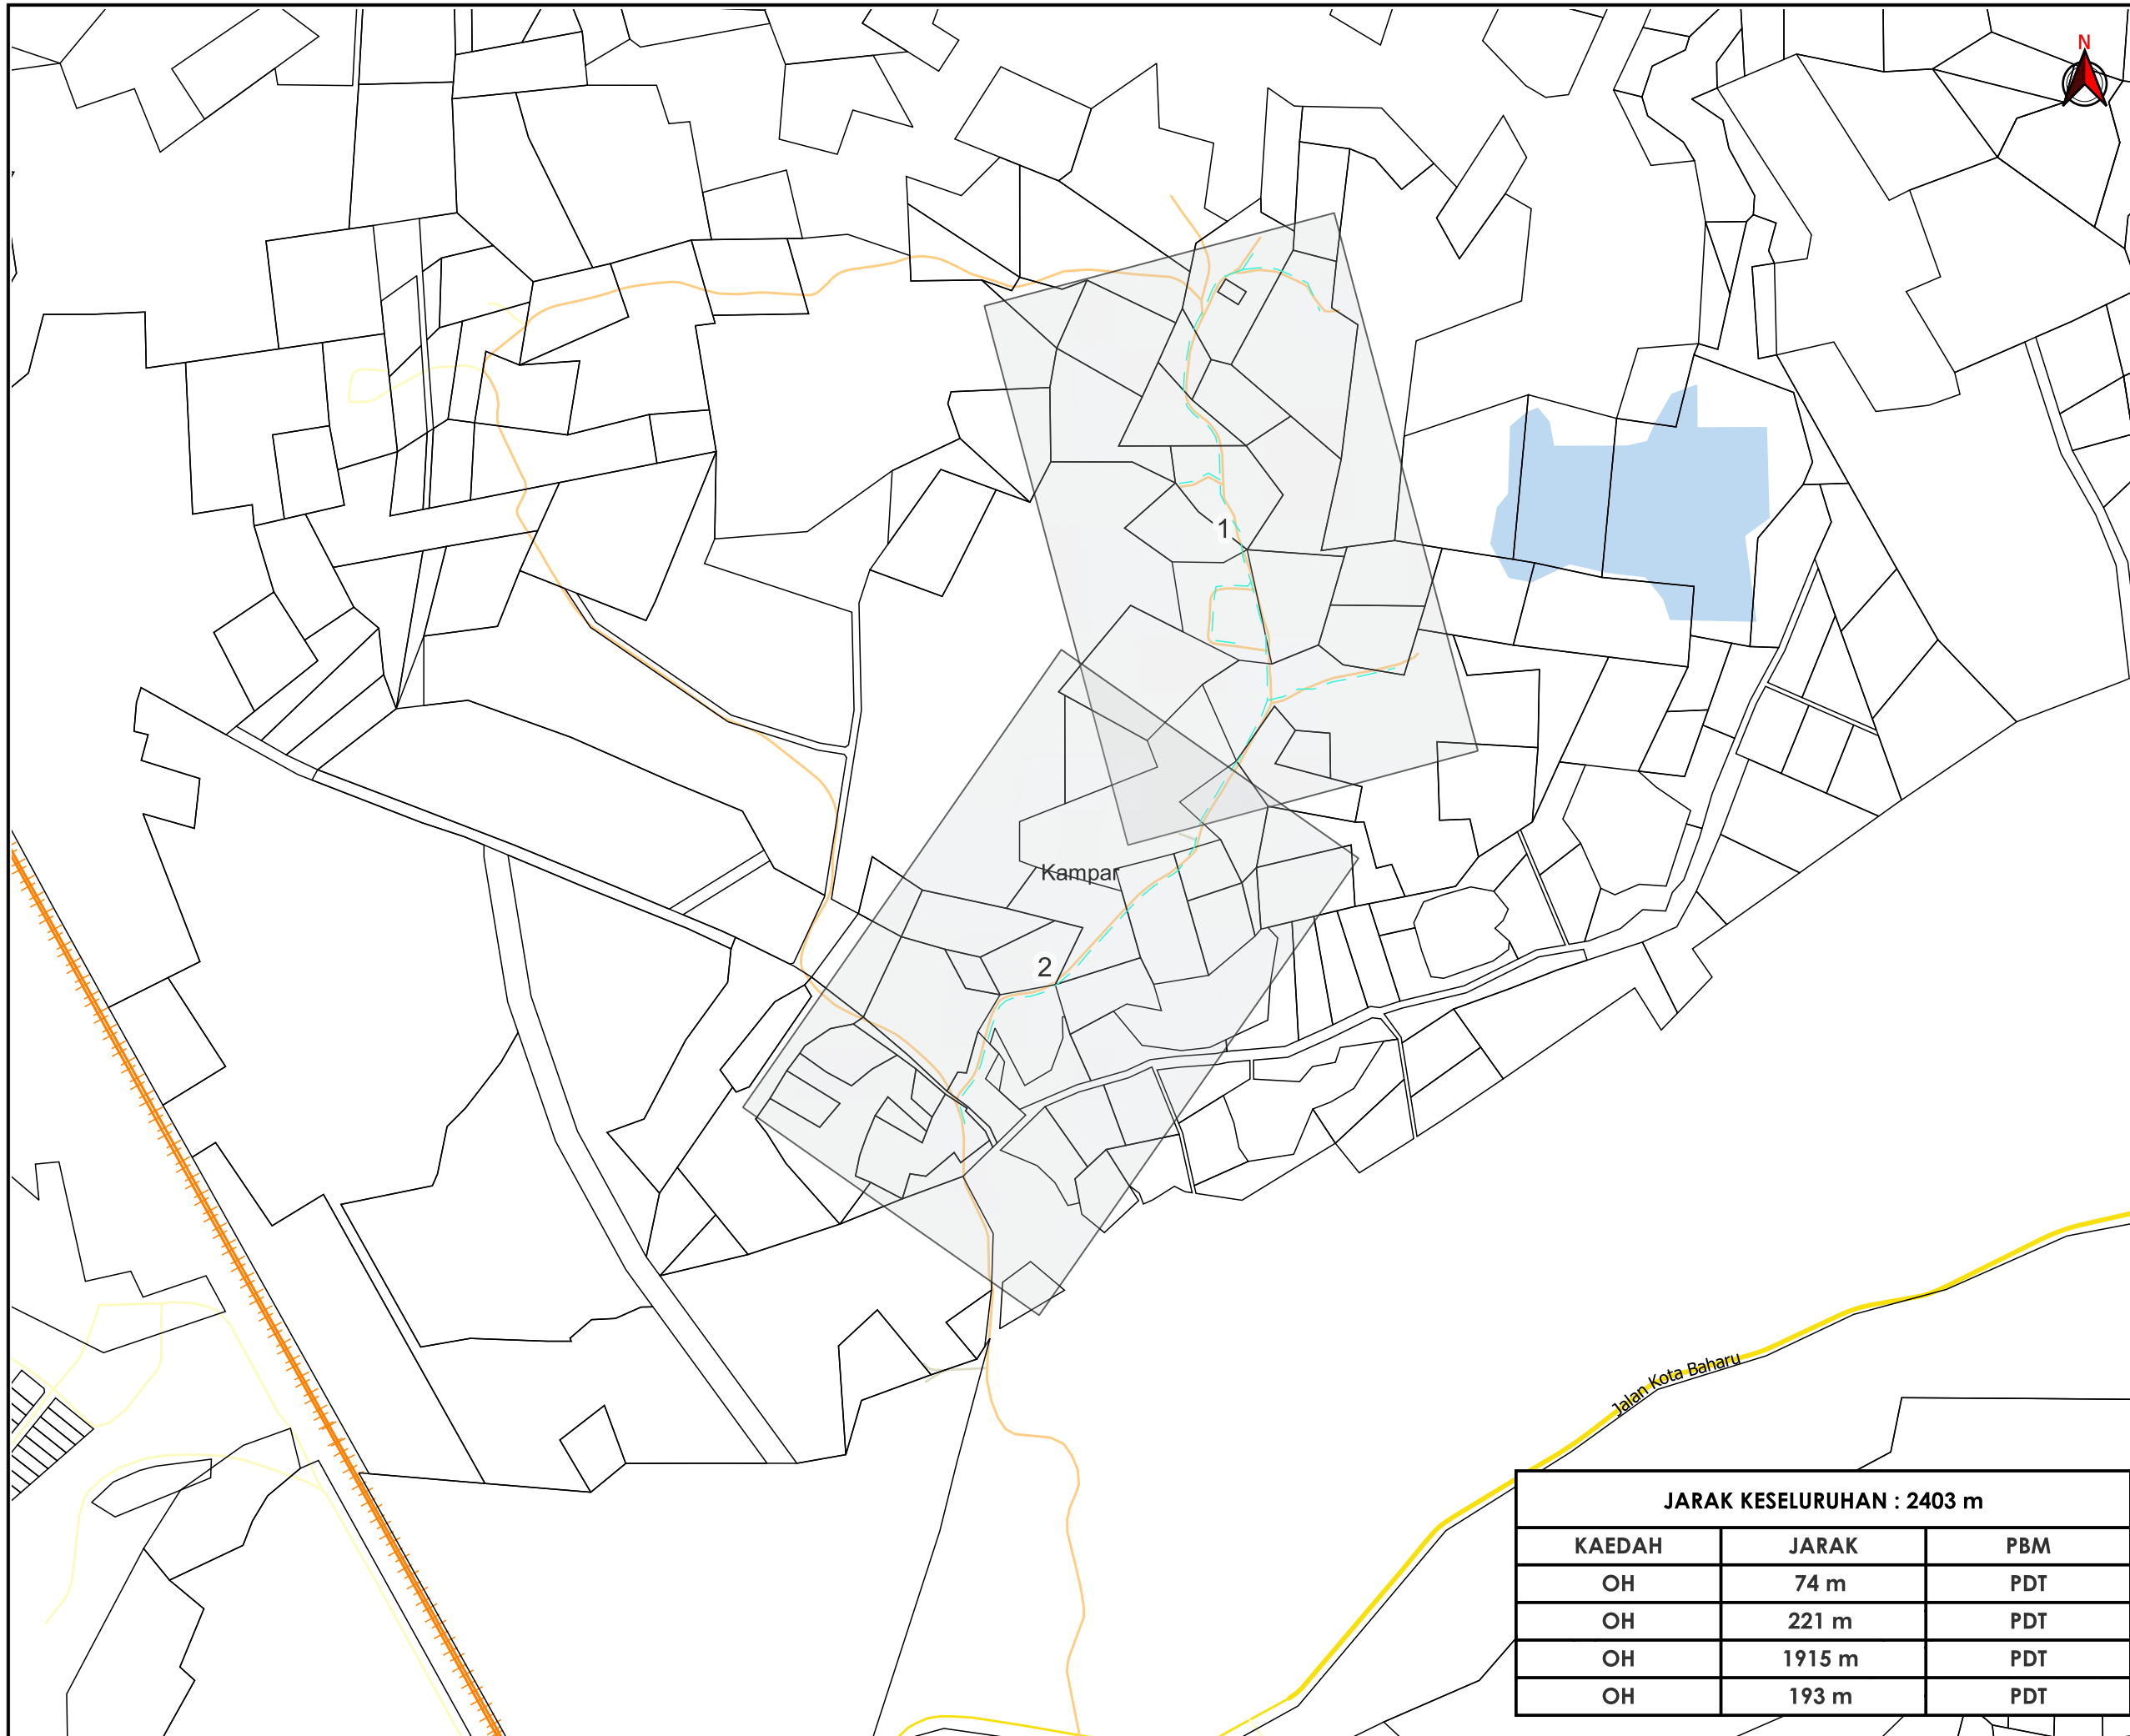 N
1
Kampar
2
Jalan Kota Baharu
JARAK KESELURUHAN : 2403 m
KAEDAH JARAK PBM
OH 74 m PDT
OH 221 m PDT
OH 1915 m PDT
OH 193 m PDT